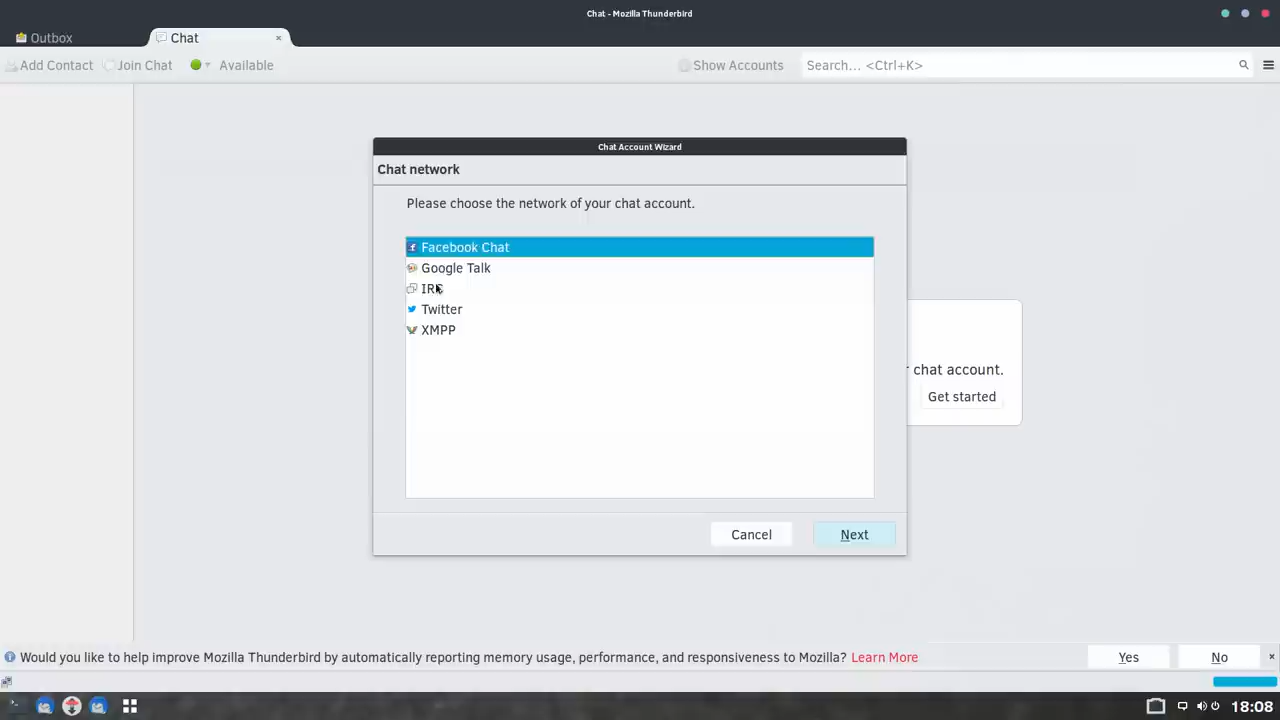 Chat - Mozilla Thunderbird
Outbox
Chat
Add Contact
Join Chat
Available
Show Accounts
Search... <Ctrl+K>
Chat Account Wizard
Chat network
Please choose the network of your chat account.
Facebook Chat
Google Talk
IRC
Twitter
XMPP
chat account.
Get started
Cancel
Next
Would you like to help improve Mozilla Thunderbird by automatically reporting memory usage, performance, and responsiveness to Mozilla? Learn More
Yes
No
18:08